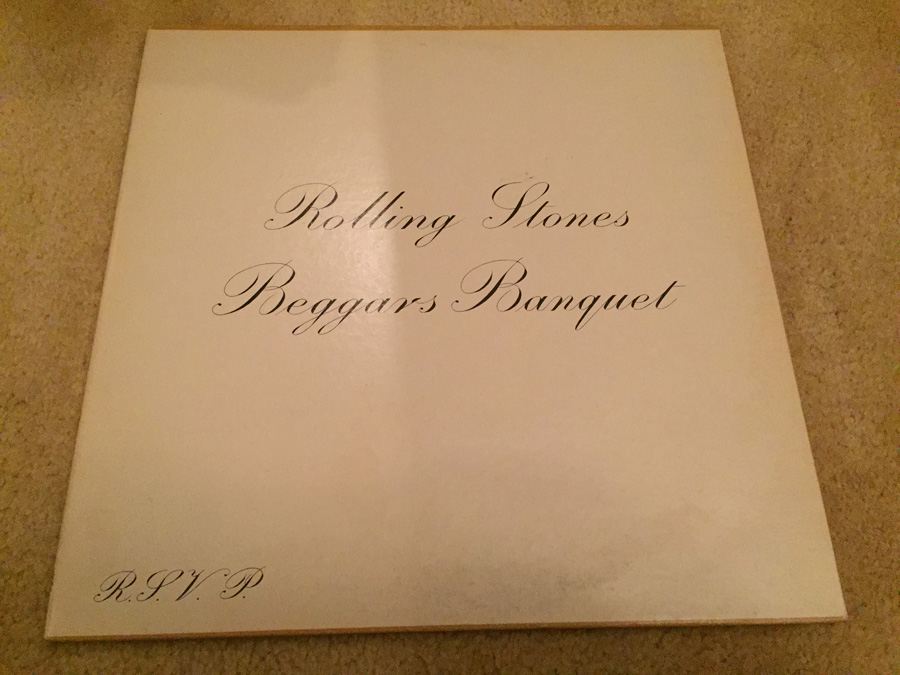 Rolling Stones
Beggars Banquet
R.S.V.P.